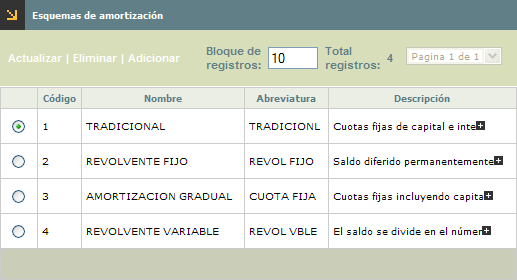 Esquemas de amortización
Actualizar | Eliminar | Adicionar
Bloque de registros: 10 Total registros: 4 Pagina 1 de 1
Código Nombre Abreviatura Descripción
1 TRADICIONAL TRADICIONL Cuotas fijas de capital e inte
2 REVOLVENTE FIJO REVOL FIJO Saldo diferido permanentemente
3 AMORTIZACION GRADUAL CUOTA FIJA Cuotas fijas incluyendo capita
4 REVOLVENTE VARIABLE REVOL VBLE El saldo se divide en el númer